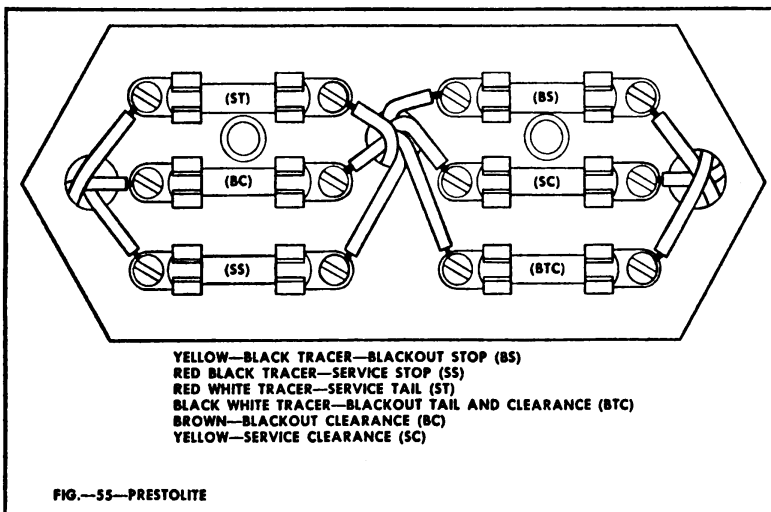 (ST)
(BS)
(BC)
(SC)
(SS)
(BTC)
YELLOW—BLACK TRACER—BLACKOUT STOP (BS)
RED BLACK TRACER—SERVICE STOP (SS)
RED WHITE TRACER—SERVICE TAIL (ST)
BLACK WHITE TRACER—BLACKOUT TAIL AND CLEARANCE (BTC)
BROWN—BLACKOUT CLEARANCE (BC)
YELLOW—SERVICE CLEARANCE (SC)
FIG.—55—PRESTOLITE